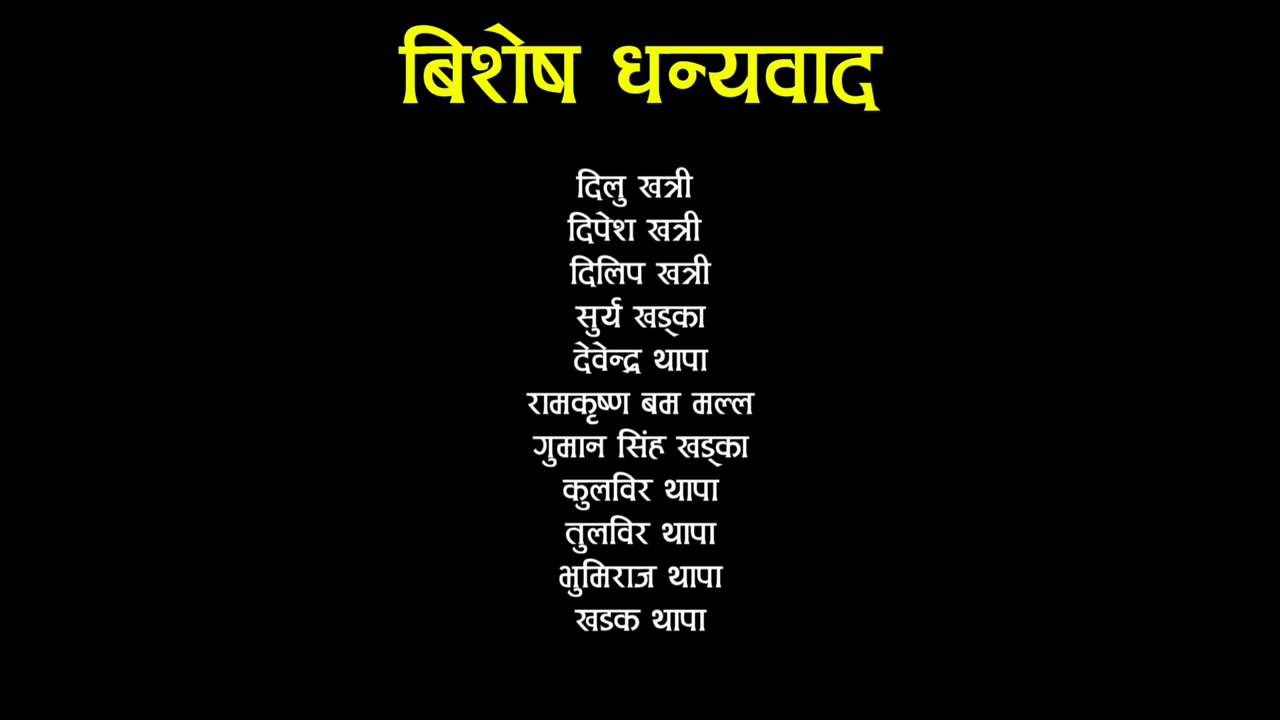 बिशेष धन्यवाद
दिलु खत्री
दिपेश खत्री
दिलिप खत्री
सुर्य खड्का
देवेन्द्र थापा
रामकृष्ण बम मल्ल
गुमान सिंह खड्का
कुलविर थापा
तुलविर थापा
भुमिराज थापा
खडक थापा